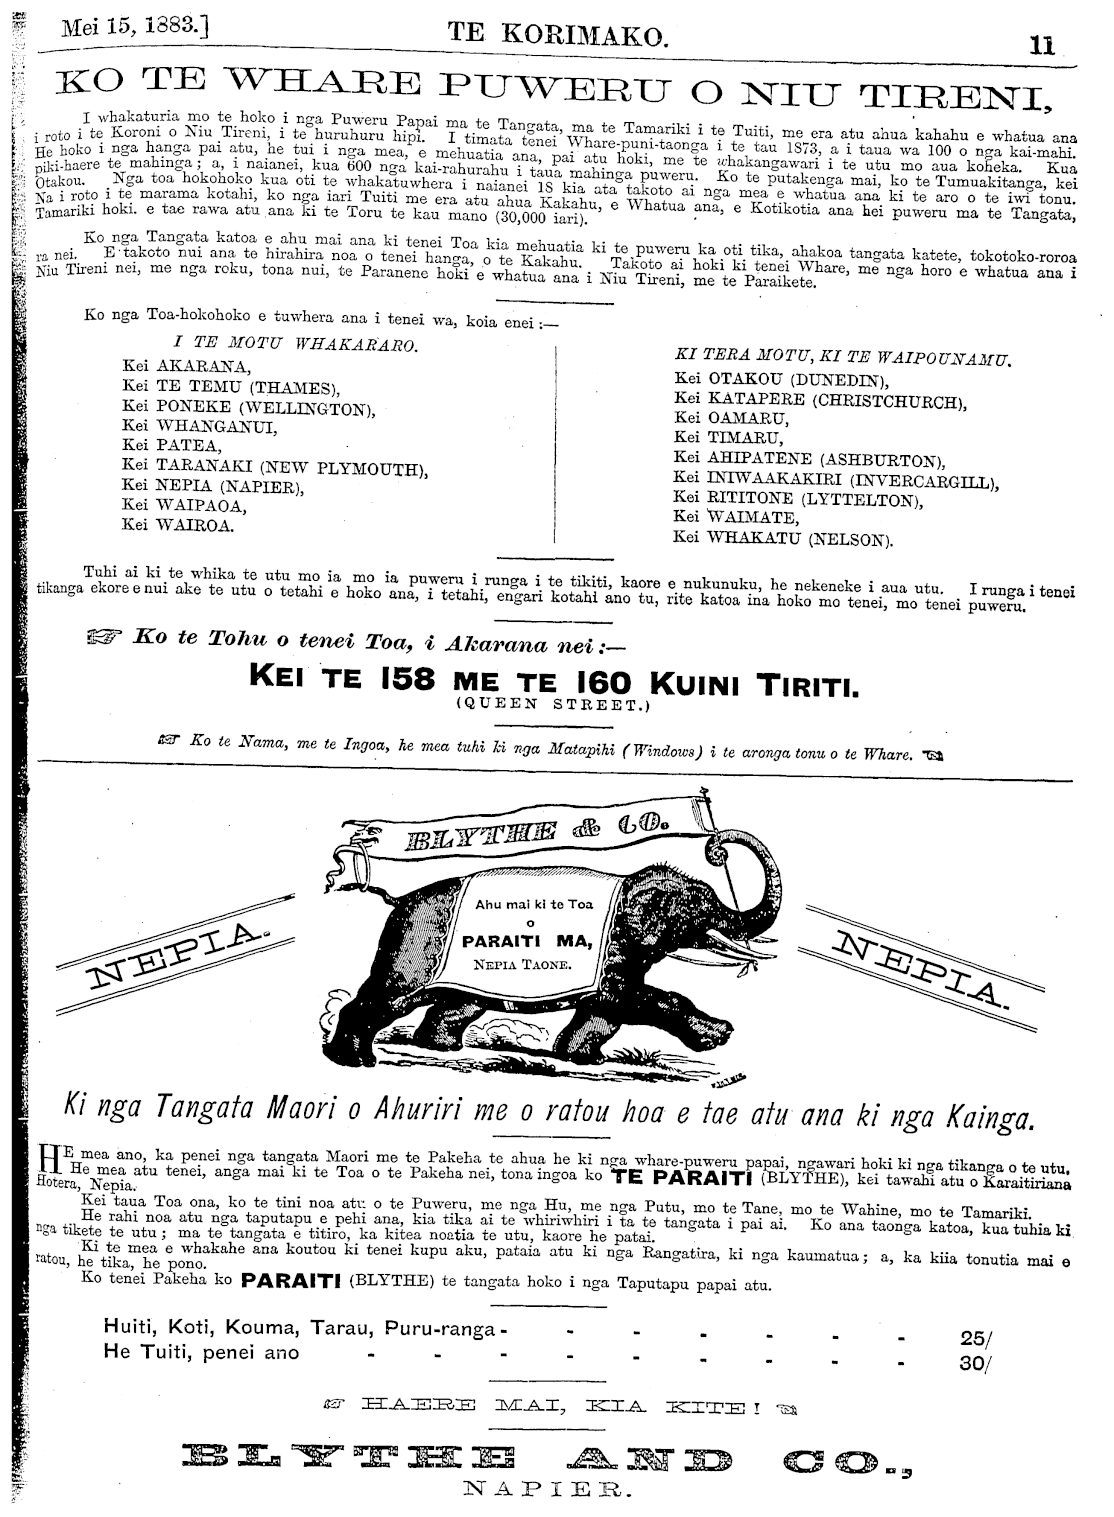 Mei 15, 1883.]
TE KORIMAKO.
11
KO TE WHARE PUWERU O NIU TIRENI,
I whakaturia mo te hoko i nga Puweru Papai ma te Tangata, ma te Tamariki i te Tuiti, me era atu ahua kahahu e whatua ana
i roto i te Koroni o Niu Tireni, i te huruhuru hipi. I timata tenei Whare-puni-taonga i te tau 1873, a i taua wa 100 o nga kai-mahi.
He hoko i nga hanga pai atu, he tui i nga mea, e mehuatia ana, pai atu hoki, me te whakangawari i te utu mo aua koheka. Kua
piki-haere te mahinga; a, i naianei, kua 600 nga kai-rahurahu i taua mahinga puweru. Ko te putakenga mai, ko te Tumuakitanga, kei
Otakou. Nga toa hokohoko kua oti te whakatuwhera i naianei 18 kia ata takoto ai nga mea e whatua ana ki te aro o te iwi tonu.
Na i roto i te marama kotahi, ko nga iari Tuiti me era atu ahua Kakahu, e Whatua ana, e Kotikotia ana hei puweru ma te Tangata,
Tamariki hoki. e tae rawa atu ana ki te Toru te kau mano (30,000 iari).
Ko nga Tangata katoa e ahu mai ana ki tenei Toa kia mehuatia ki te puweru ka oti tika, ahakoa tangata katete, tokotoko-roroa
ra nei. E takoto nui ana te hirahira noa o tenei hanga, o te Kakahu. Takoto ai hoki ki tenei Whare, me nga horo e whatua ana i
Niu Tireni nei, me nga roku, tona nui, te Paranene hoki e whatua ana i Niu Tireni, me te Paraikete.
Ko nga Toa-hokohoko e tuwhera ana i tenei wa, koia enei :—
I TE MOTU WHAKARARO.
Kei AKARANA,
Kei TE TEMU (THAMES),
Kei PONEKE (WELLINGTON),
Kei WHANGANUI,
Kei PATEA,
Kei TARANAKI (NEW PLYMOUTH),
Kei NEPIA (NAPIER),
Kei WAIPAOA,
Kei WAIROA.
KI TERA MOTU, KI TE WAIPOUNAMU.
Kei OTAKOU (DUNEDIN),
Kei KATAPERE (CHRISTCHURCH),
Kei OAMARU,
Kei TIMARU,
Kei AHIPATENE (ASHBURTON),
Kei INIWAAKAKIRI (INVERCARGILL),
Kei RITITONE (LYTTELTON),
Kei WAIMATE,
Kei WHAKATU (NELSON).
Tuhi ai ki te whika te utu mo ia mo ia puweru i runga i te tikiti, kaore e nukunuku, he nekeneke i aua utu. I runga i tenei
tikanga ekore e nui ake te utu o tetahi e hoko ana, i tetahi, engari kotahi ano tu, rite katoa ina hoko mo tenei, mo tenei puweru.
☞ Ko te Tohu o tenei Toa, i Akarana nei :—
KEI TE 158 ME TE 160 KUINI TIRITI.
(QUEEN STREET.)
☞ Ko te Nama, me te Ingoa, he mea tuhi ki nga Matapihi (Windows) i te aronga tonu o te Whare. ☜
BLYTHE & CO.
Ahu mai ki te Toa
o
PARAITI MA,
NEPIA TAONE.
NEPIA.
NEPIA.
Ki nga Tangata Maori o Ahuriri me o ratou hoa e tae atu ana ki nga Kainga.
HE mea ano, ka penei nga tangata Maori me te Pakeha te ahua he ki nga whare-puweru papai, ngawari hoki ki nga tikanga o te utu.
He mea atu tenei, anga mai ki te Toa o te Pakeha nei, tona ingoa ko TE PARAITI (BLYTHE), kei tawahi atu o Karaitiriana
Hotera, Nepia.
Kei taua Toa ona, ko te tini noa atu o te Puweru, me nga Hu, me nga Putu, mo te Tane, mo te Wahine, mo te Tamariki.
He rahi noa atu nga taputapu e pehi ana, kia tika ai te whiriwhiri i ta te tangata i pai ai. Ko ana taonga katoa, kua tuhia ki
nga tikete te utu; ma te tangata e titiro, ka kitea noatia te utu, kaore he patai.
Ki te mea e whakahe ana koutou ki tenei kupu aku, pataia atu ki nga Rangatira, ki nga kaumatua; a, ka kiia tonutia mai e
ratou, he tika, he pono.
Ko tenei Pakeha ko PARAITI (BLYTHE) te tangata hoko i nga Taputapu papai atu.
Huiti, Koti, Kouma, Tarau, Puru-ranga - - - - - - - 25/
He Tuiti, penei ano - - - - - - - - - 30/
☞ HAERE MAI, KIA KITE! ☜
BLYTHE AND CO.,
NAPIER.